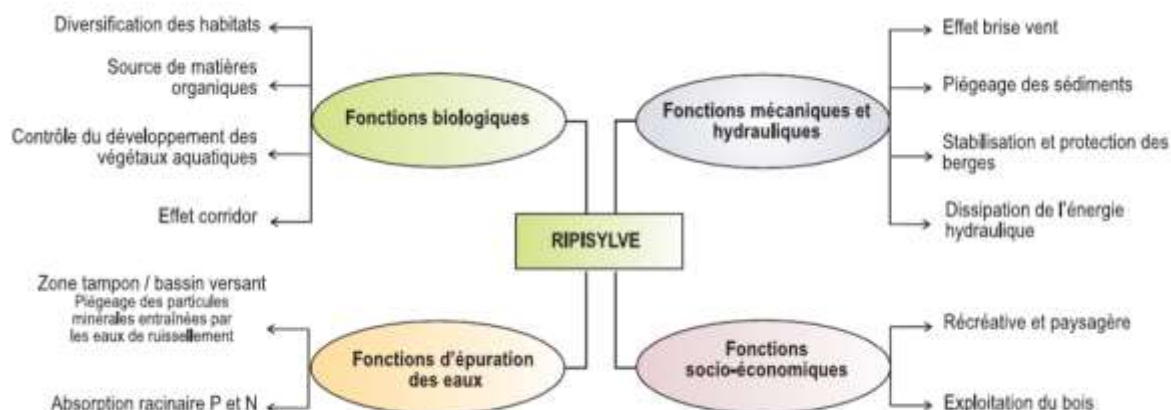 Diversification des habitats
Source de matières
organiques
Contrôle du développement des
végétaux aquatiques
Effet corridor
Fonctions biologiques
Fonctions mécaniques et
hydrauliques
Effet brise vent
Piégeage des sédiments
Stabilisation et protection des
berges
Dissipation de l'énergie
hydraulique
RIPISYLVE
Zone tampon / bassin versant
Piégeage des particules
minérales entraînées par
les eaux de ruissellement
Absorption racinaire P et N
Fonctions d'épuration
des eaux
Fonctions
socio-économiques
Récréative et paysagère
Exploitation du bois